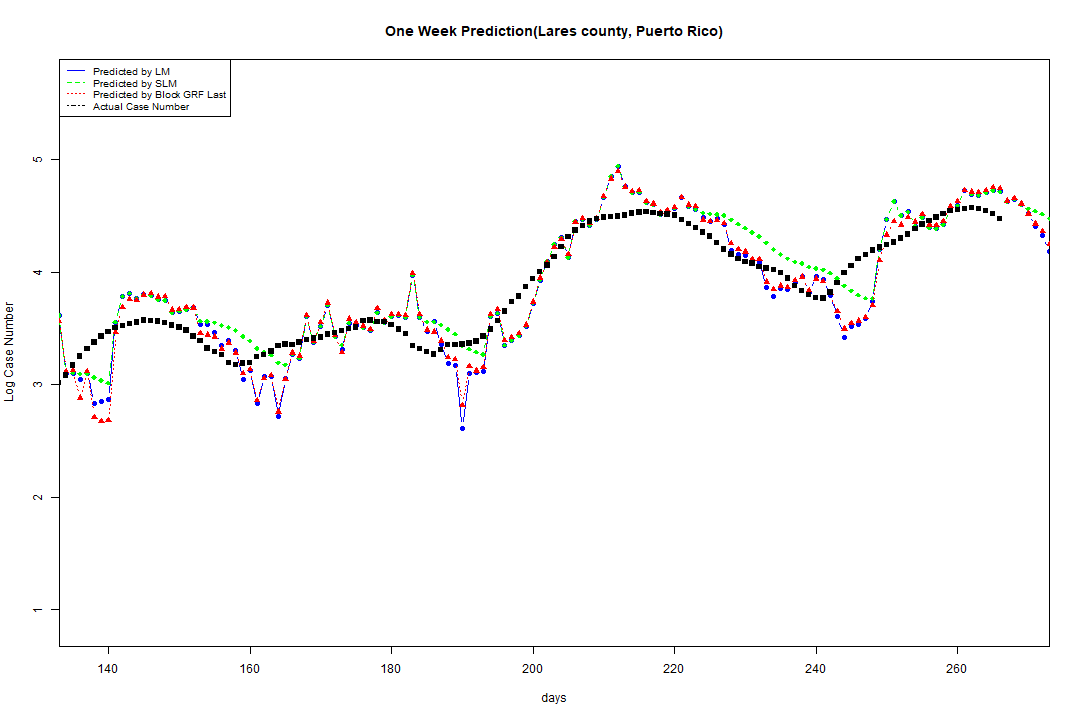 One Week Prediction(Lares county, Puerto Rico)
Predicted by LM
Predicted by SLM
Predicted by Block GRF Last
Actual Case Number
5
4
3
2
1
Log Case Number
140 160 180 200 220 240 260
days